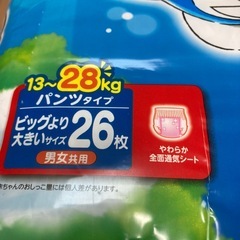 13～28kg
パンツタイプ
ビッグより
大きいサイズ 26枚
男女共用
やわらか
全面通気シート
赤ちゃんのおしっこ量には個人差があります。